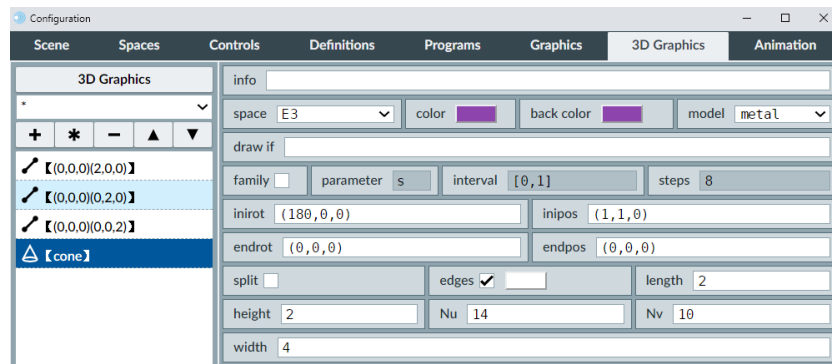 Configuration
Scene Spaces Controls Definitions Programs Graphics 3D Graphics Animation
3D Graphics
*
+ * − ▲ ▼
【(0,0,0)(2,0,0)】
【(0,0,0)(0,2,0)】
【(0,0,0)(0,0,2)】
【cone】
info
space E3 color back color model metal
draw if
family parameter s interval [0,1] steps 8
inirot (180,0,0) inipos (1,1,0)
endrot (0,0,0) endpos (0,0,0)
split edges length 2
height 2 Nu 14 Nv 10
width 4